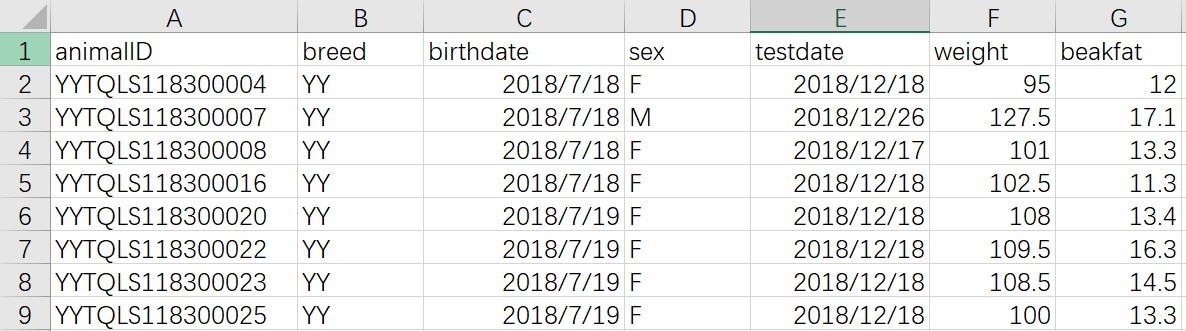 A B C D E F G
1 animalID breed birthdate sex testdate weight beakfat
2 YYTQLS118300004 YY 2018/7/18 F 2018/12/18 95 12
3 YYTQLS118300007 YY 2018/7/18 M 2018/12/26 127.5 17.1
4 YYTQLS118300008 YY 2018/7/18 F 2018/12/17 101 13.3
5 YYTQLS118300016 YY 2018/7/18 F 2018/12/18 102.5 11.3
6 YYTQLS118300020 YY 2018/7/19 F 2018/12/18 108 13.4
7 YYTQLS118300022 YY 2018/7/19 F 2018/12/18 109.5 16.3
8 YYTQLS118300023 YY 2018/7/19 F 2018/12/18 108.5 14.5
9 YYTQLS118300025 YY 2018/7/19 F 2018/12/18 100 13.3